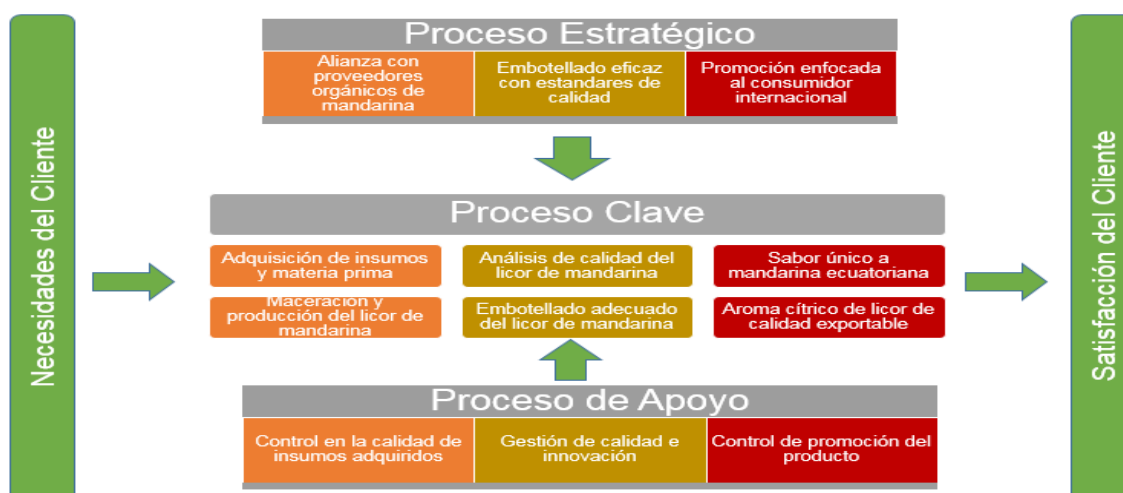 Necesidades del Cliente
Proceso Estratégico
Alianza con
proveedores
orgánicos de
mandarina
Embotellado eficaz
con estandares de
calidad
Promoción enfocada
al consumidor
internacional
Proceso Clave
Adquisición de insumos
y materia prima
Análisis de calidad del
licor de mandarina
Sabor único a
mandarina ecuatoriana
Maceración y
producción del licor de
mandarina
Embotellado adecuado
del licor de mandarina
Aroma cítrico de licor de
calidad exportable
Proceso de Apoyo
Control en la calidad de
insumos adquiridos
Gestión de calidad e
innovación
Control de promoción del
producto
Satisfacción del Cliente